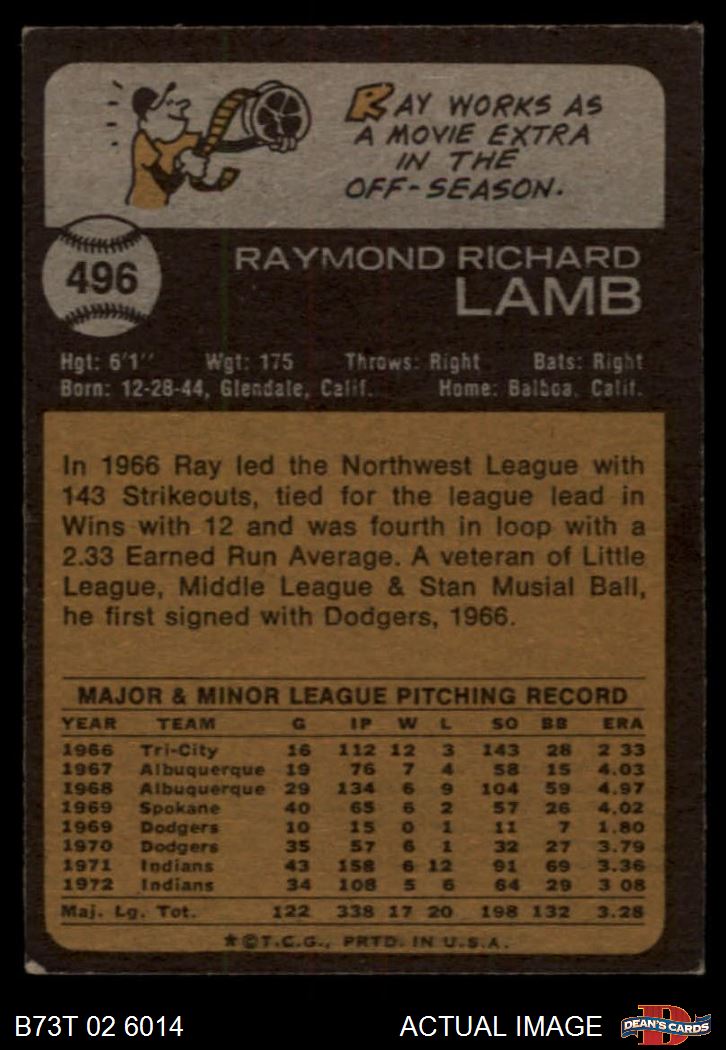 RAY WORKS AS
A MOVIE EXTRA
IN THE
OFF-SEASON.
496
RAYMOND RICHARD
LAMB
Hgt: 6'1" Wgt: 175 Throws: Right Bats: Right
Born: 12-28-44, Glendale, Calif. Home: Balboa, Calif.
In 1966 Ray led the Northwest League with
143 Strikeouts, tied for the league lead in
Wins with 12 and was fourth in loop with a
2.33 Earned Run Average. A veteran of Little
League, Middle League & Stan Musial Ball,
he first signed with Dodgers, 1966.
MAJOR & MINOR LEAGUE PITCHING RECORD
YEAR TEAM G IP W L SO BB ERA
1966 Tri-City 16 112 12 3 143 28 2 33
1967 Albuquerque 19 76 7 4 58 15 4.03
1968 Albuquerque 29 134 6 9 104 59 4.97
1969 Spokane 40 65 6 2 57 26 4.02
1969 Dodgers 10 15 0 1 11 7 1.80
1970 Dodgers 35 57 6 1 32 27 3.79
1971 Indians 43 158 6 12 91 69 3.36
1972 Indians 34 108 5 6 64 29 3 08
Maj. Lg. Tot. 122 338 17 20 198 132 3.28
*©T.C.G., PRTD. IN U.S.A.
B73T 02 6014 ACTUAL IMAGE D DEAN'S CARDS